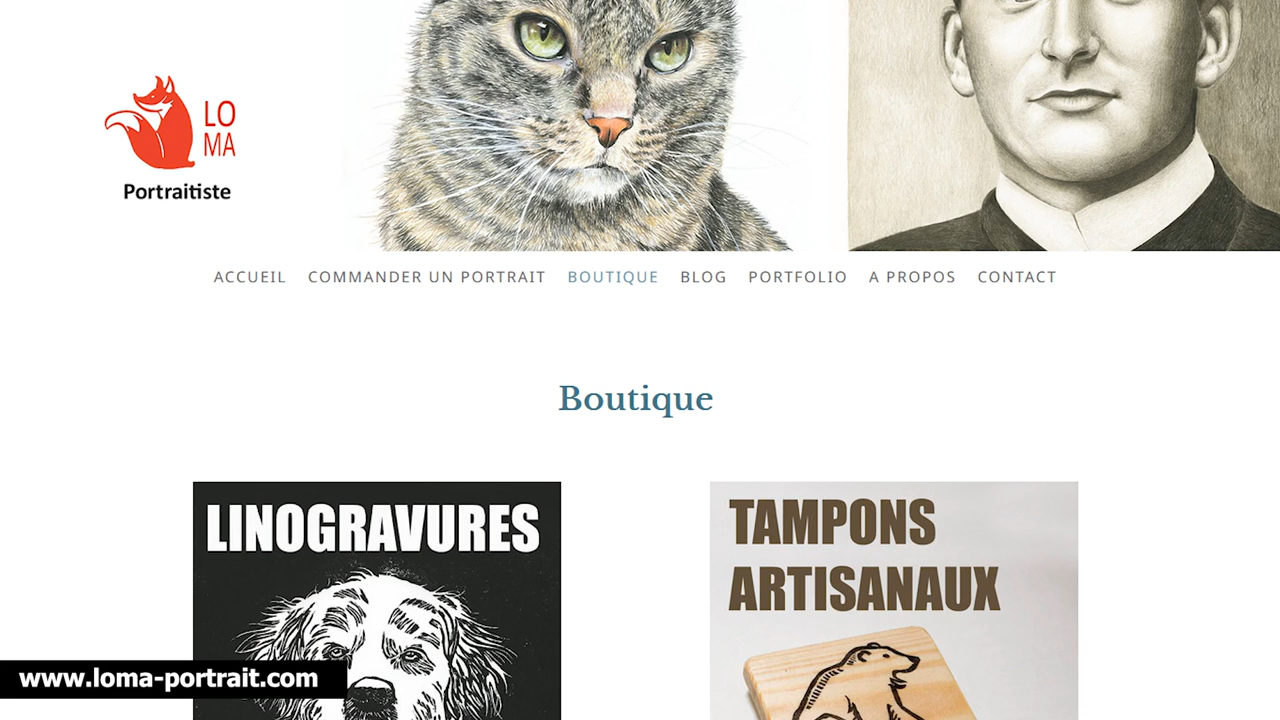 LO
MA
Portraitiste
ACCUEIL COMMANDER UN PORTRAIT BOUTIQUE BLOG PORTFOLIO A PROPOS CONTACT
Boutique
LINOGRAVURES
TAMPONS
ARTISANAUX
www.loma-portrait.com